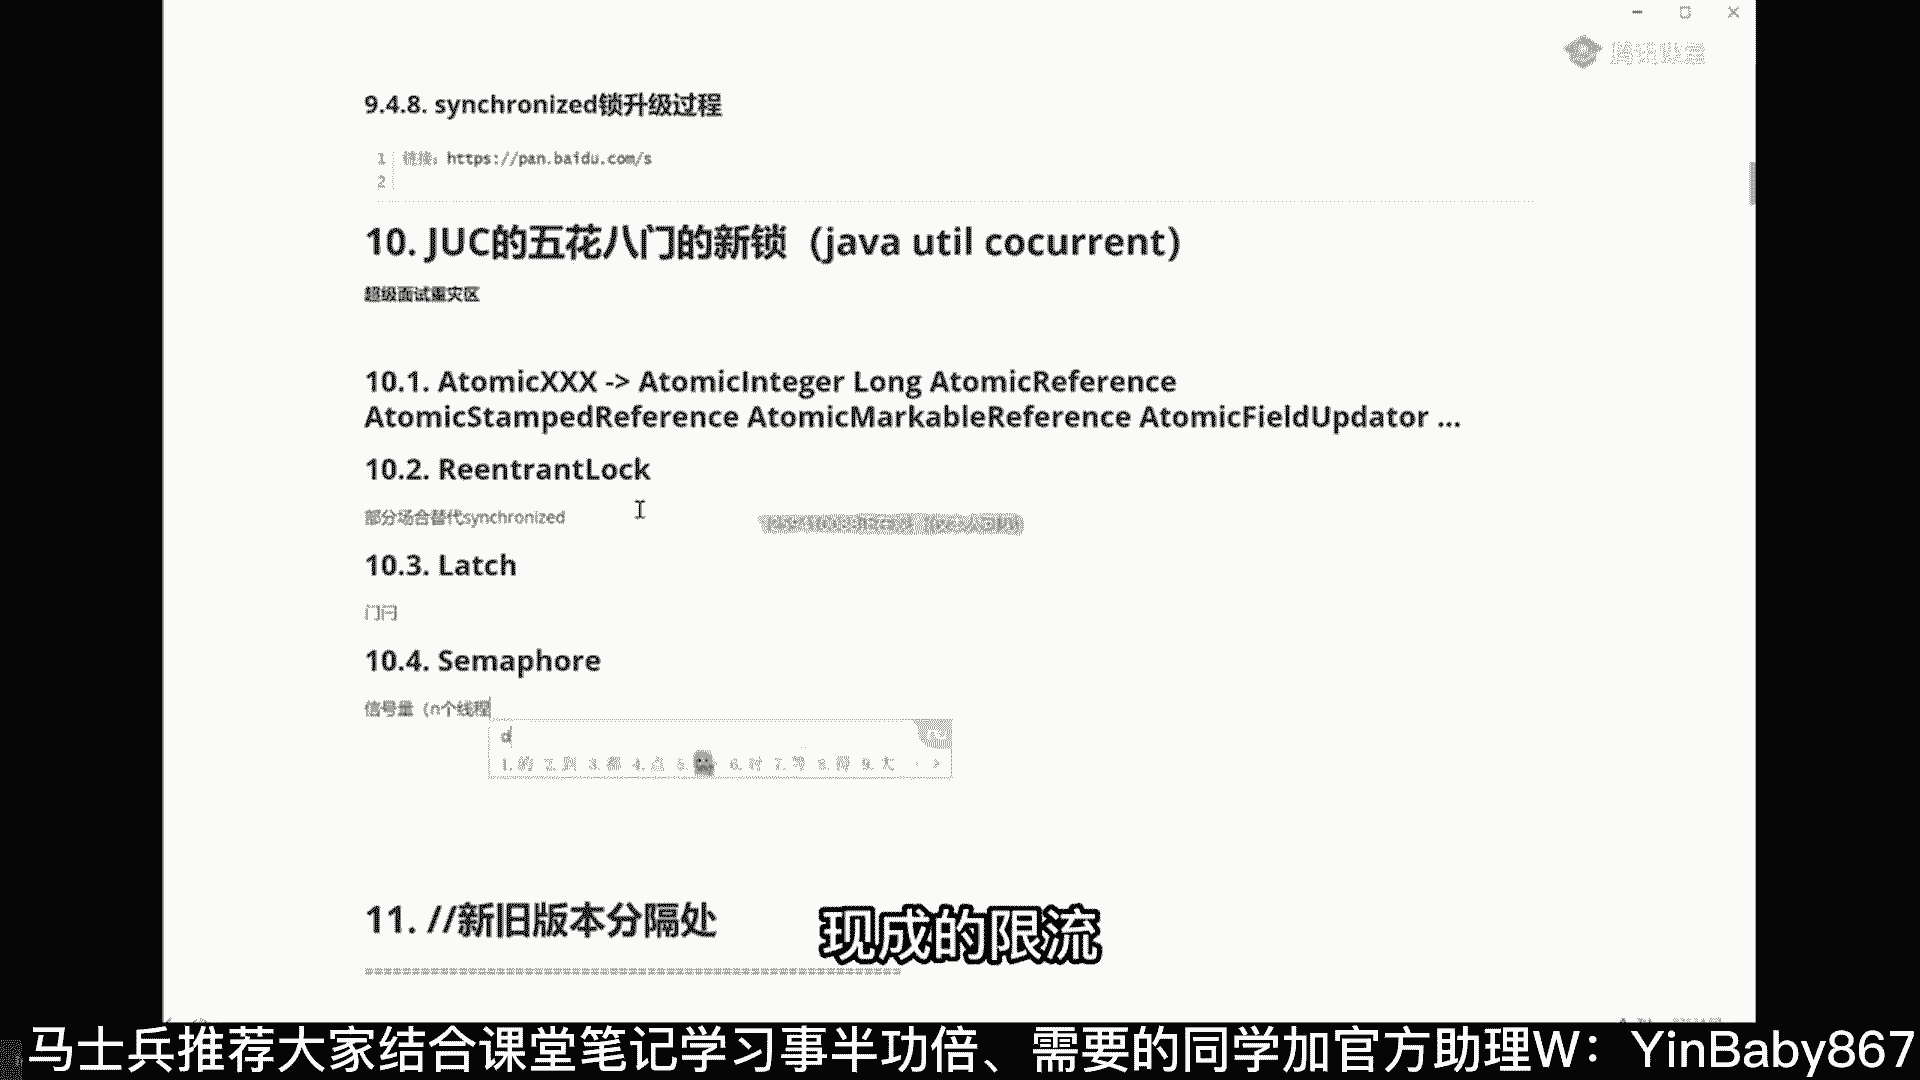 腾讯课堂
9.4.8. synchronized锁升级过程
1 链接：https://pan.baidu.com/s
2
10. JUC的五花八门的新锁（java util cocurrent）
超级面试重灾区
10.1. AtomicXXX -> AtomicInteger Long AtomicReference
AtomicStampedReference AtomicMarkableReference AtomicFieldUpdator ...
10.2. ReentrantLock
部分场合替代synchronized
10.3. Latch
门闩
10.4. Semaphore
信号量（n个线程
d
1.的 2.到 3.都 4.点 5. 6.对 7.等 8.得 9.大
11. //新旧版本分隔处
现成的限流
马士兵推荐大家结合课堂笔记学习事半功倍、需要的同学加官方助理W：YinBaby867